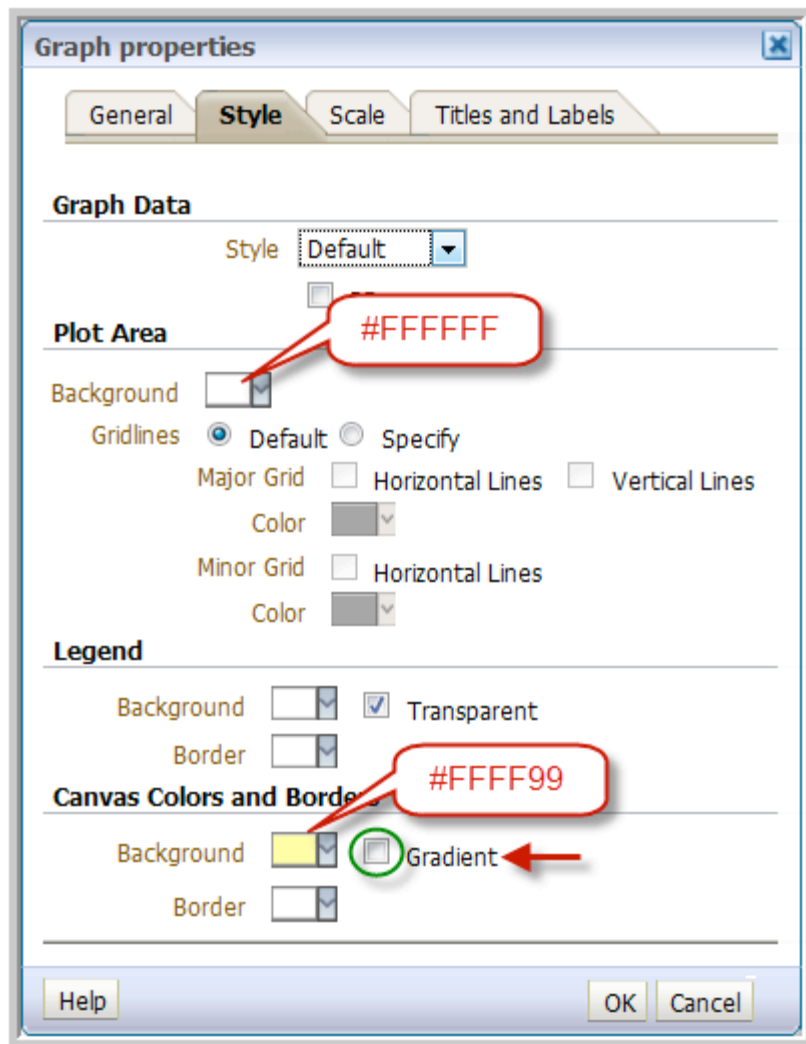 Graph properties
General Style Scale Titles and Labels
Graph Data
Style Default
#FFFFFF
Plot Area
Background
Gridlines Default Specify
Major Grid Horizontal Lines Vertical Lines
Color
Minor Grid Horizontal Lines
Color
Legend
Background Transparent
Border
#FFFF99
Canvas Colors and Borders
Background Gradient
Border
Help OK Cancel